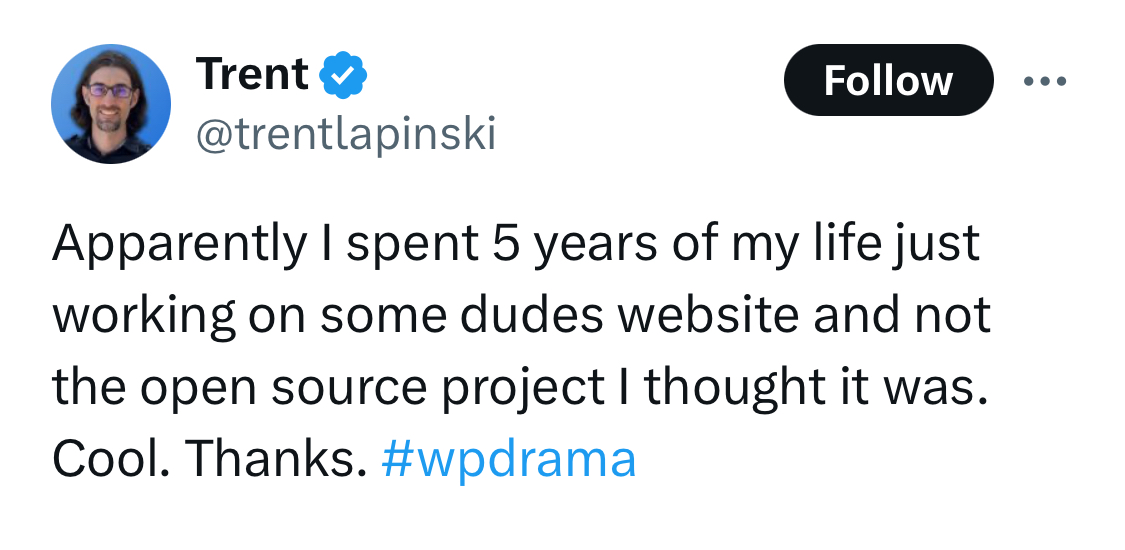 Trent
@trentlapinski
Follow
Apparently I spent 5 years of my life just
working on some dudes website and not
the open source project I thought it was.
Cool. Thanks. #wpdrama